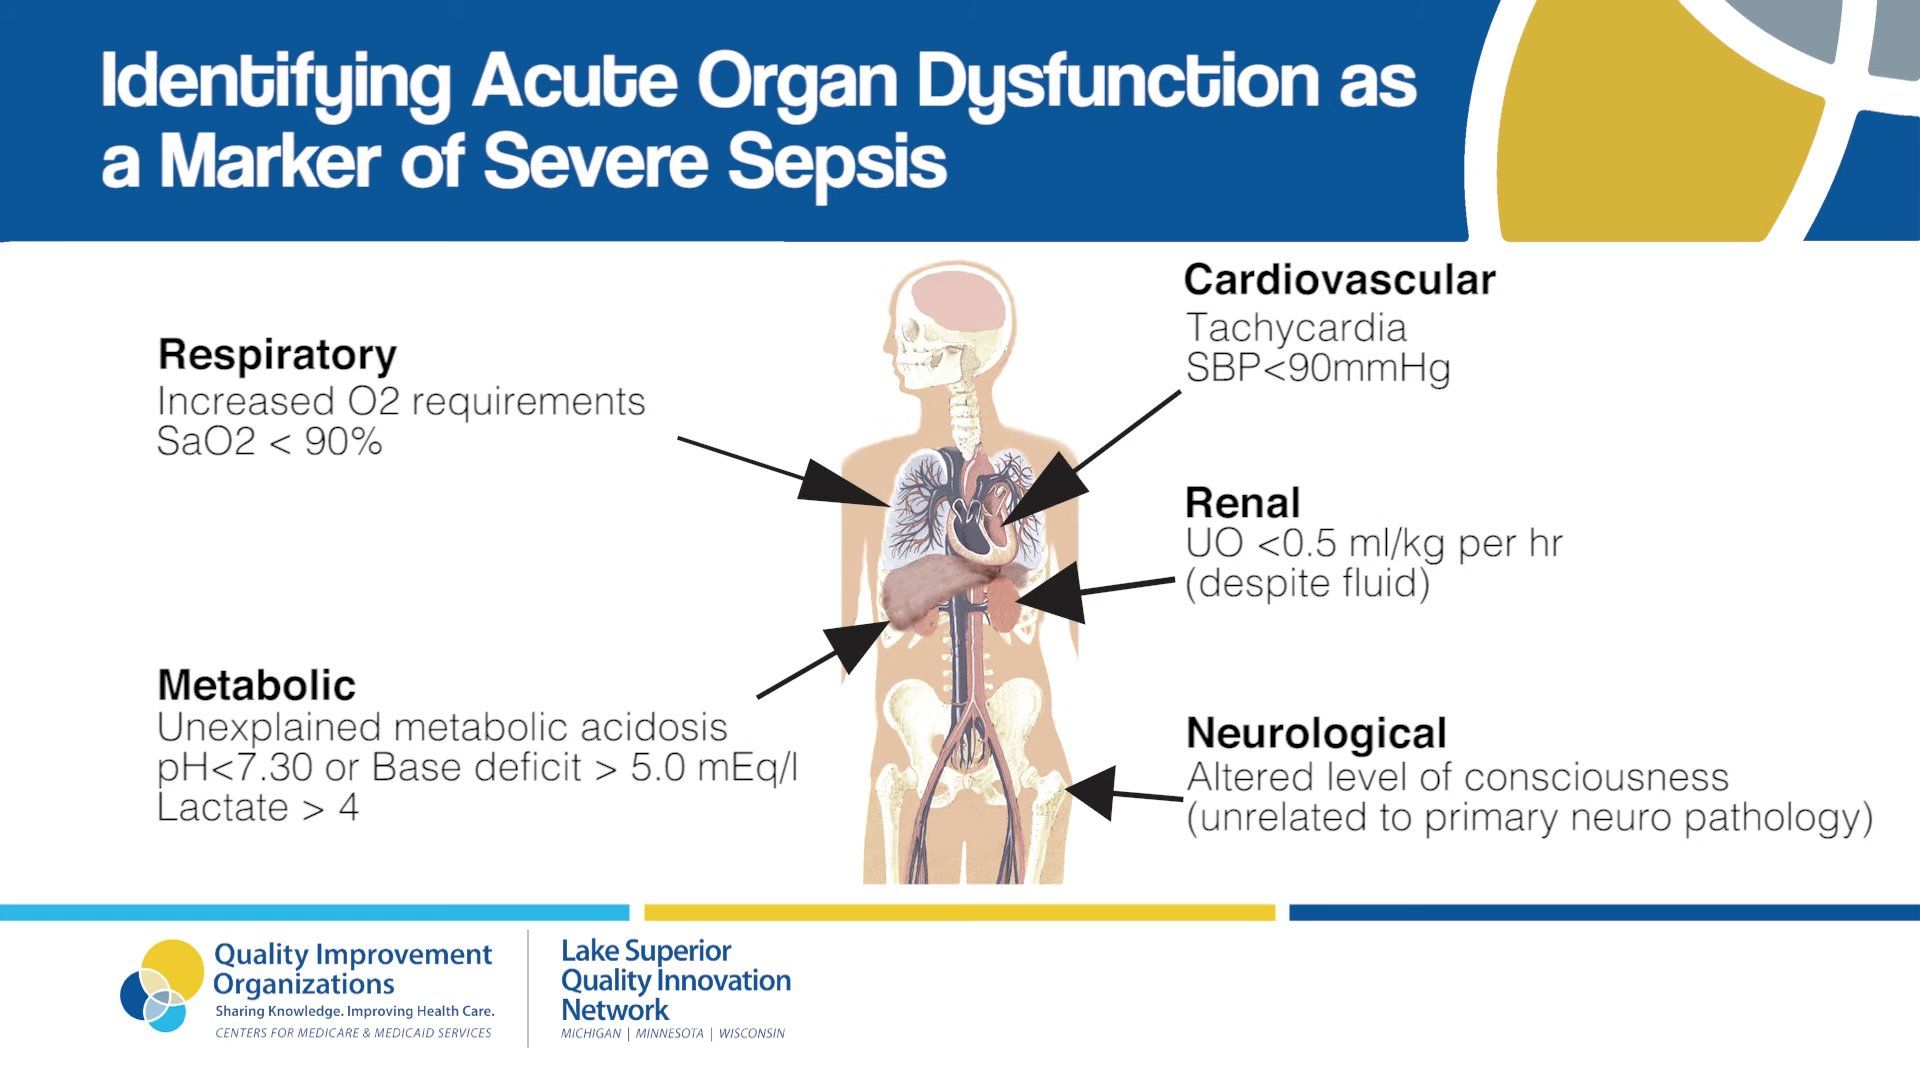 Identifying Acute Organ Dysfunction as
a Marker of Severe Sepsis
Respiratory
Increased O2 requirements
SaO2 < 90%
Metabolic
Unexplained metabolic acidosis
pH<7.30 or Base deficit > 5.0 mEq/l
Lactate > 4
Cardiovascular
Tachycardia
SBP<90mmHg
Renal
UO <0.5 ml/kg per hr
(despite fluid)
Neurological
Altered level of consciousness
(unrelated to primary neuro pathology)
Quality Improvement
Organizations
Sharing Knowledge. Improving Health Care.
CENTERS FOR MEDICARE & MEDICAID SERVICES
Lake Superior
Quality Innovation
Network
MICHIGAN | MINNESOTA | WISCONSIN